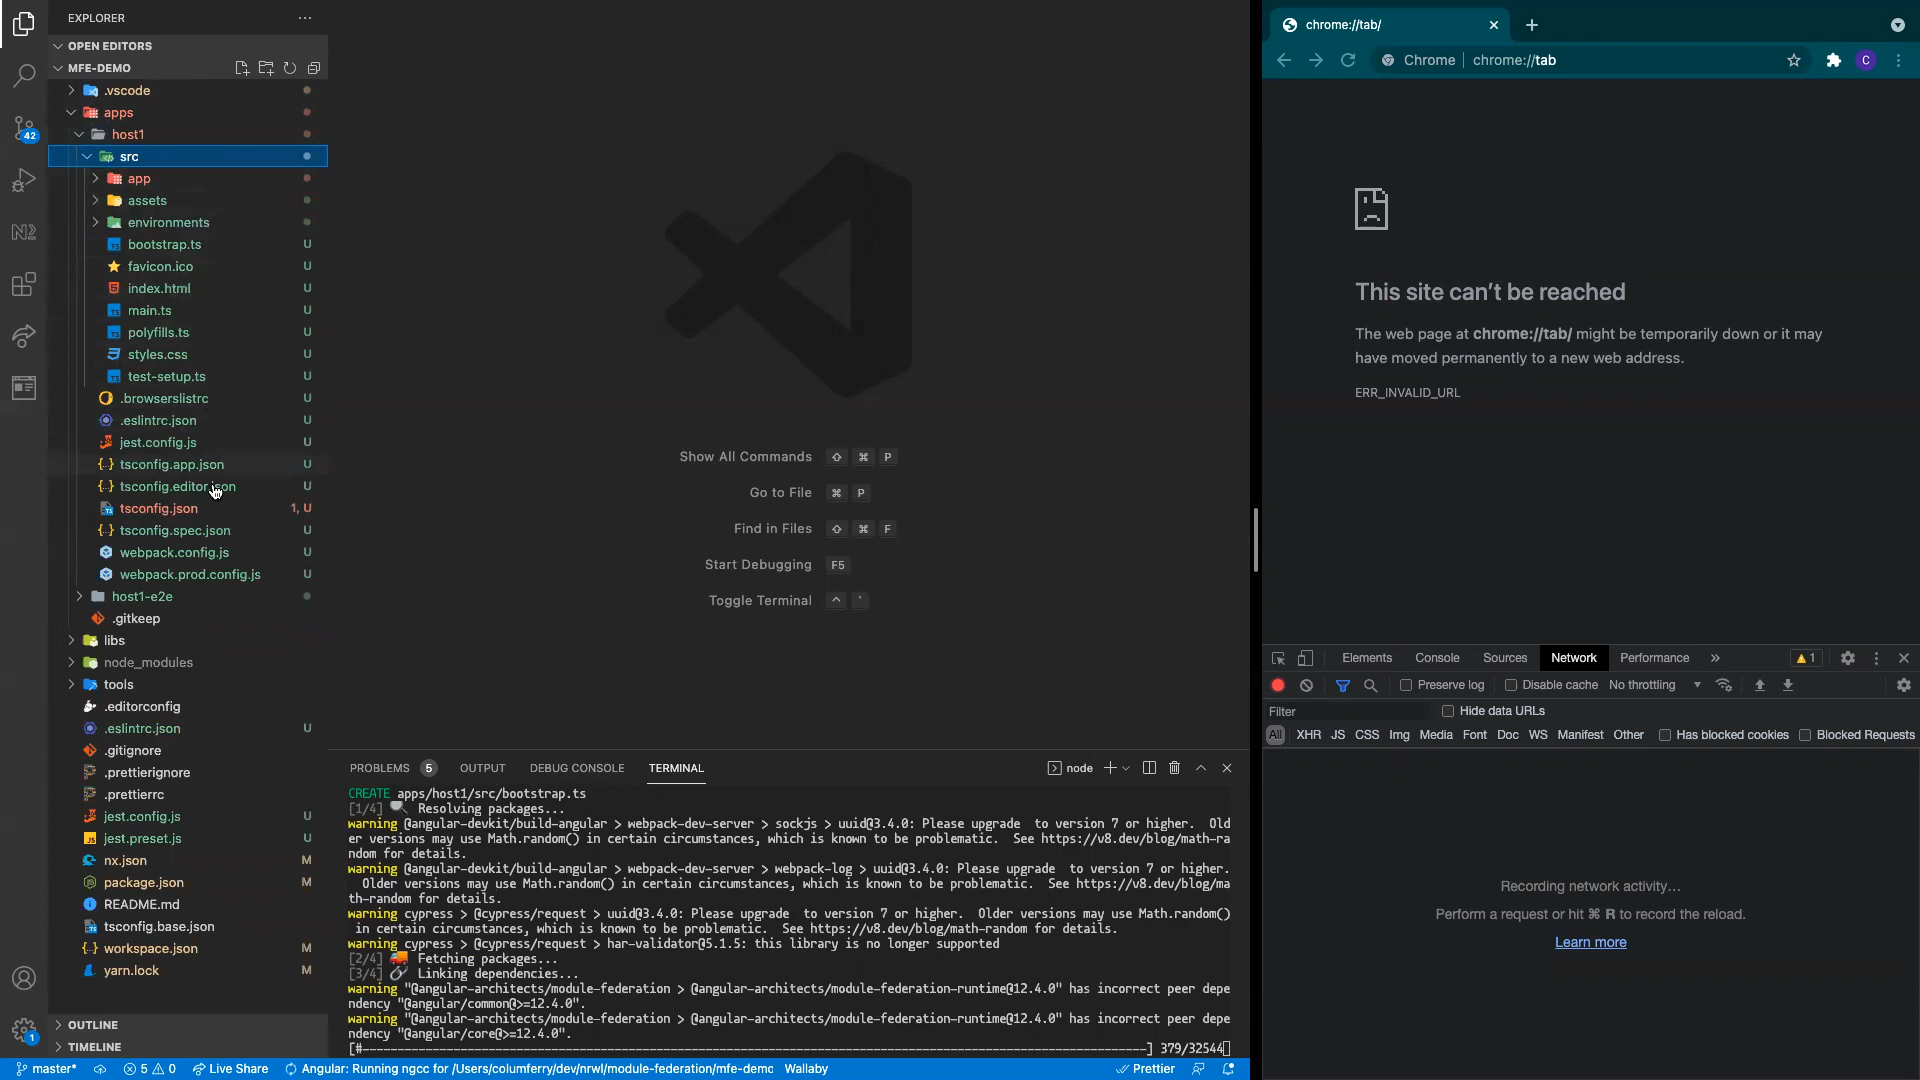 EXPLORER
OPEN EDITORS
MFE-DEMO
.vscode
apps
host1
src
app
assets
environments
bootstrap.ts U
favicon.ico U
index.html U
main.ts U
polyfills.ts U
styles.css U
test-setup.ts U
.browserslistrc U
.eslintrc.json U
jest.config.js U
tsconfig.app.json U
tsconfig.editor.json U
tsconfig.json 1, U
tsconfig.spec.json U
webpack.config.js U
webpack.prod.config.js U
host1-e2e
.gitkeep
libs
node_modules
tools
.editorconfig
.eslintrc.json U
.gitignore
.prettierignore
.prettierrc
jest.config.js U
jest.preset.js U
nx.json M
package.json M
README.md
tsconfig.base.json
workspace.json M
yarn.lock M
OUTLINE
TIMELINE
42
1
Show All Commands ⇧ ⌘ P
Go to File ⌘ P
Find in Files ⇧ ⌘ F
Start Debugging F5
Toggle Terminal ^ `
PROBLEMS 5 OUTPUT DEBUG CONSOLE TERMINAL node
CREATE apps/host1/src/bootstrap.ts
[1/4] 🔍 Resolving packages...
warning @angular-devkit/build-angular > webpack-dev-server > sockjs > uuid@3.4.0: Please upgrade  to version 7 or higher.  Old
er versions may use Math.random() in certain circumstances, which is known to be problematic.  See https://v8.dev/blog/math-ra
ndom for details.
warning @angular-devkit/build-angular > webpack-dev-server > webpack-log > uuid@3.4.0: Please upgrade  to version 7 or higher.
Older versions may use Math.random() in certain circumstances, which is known to be problematic.  See https://v8.dev/blog/ma
th-random for details.
warning cypress > @cypress/request > uuid@3.4.0: Please upgrade  to version 7 or higher.  Older versions may use Math.random()
in certain circumstances, which is known to be problematic.  See https://v8.dev/blog/math-random for details.
warning cypress > @cypress/request > har-validator@5.1.5: this library is no longer supported
[2/4] 🚚 Fetching packages...
[3/4] 🔗 Linking dependencies...
warning "@angular-architects/module-federation > @angular-architects/module-federation-runtime@12.4.0" has incorrect peer depe
ndency "@angular/common@>=12.4.0".
warning "@angular-architects/module-federation > @angular-architects/module-federation-runtime@12.4.0" has incorrect peer depe
ndency "@angular/core@>=12.4.0".
379/32544
master* 5 0 Live Share Angular: Running ngcc for /Users/columferry/dev/nrwl/module-federation/mfe-demo Wallaby Prettier
chrome://tab/
Chrome chrome://tab C
This site can't be reached
The web page at chrome://tab/ might be temporarily down or it may
have moved permanently to a new web address.
ERR_INVALID_URL
Elements Console Sources Network Performance » 1
Preserve log Disable cache No throttling
Filter Hide data URLs
All XHR JS CSS Img Media Font Doc WS Manifest Other Has blocked cookies Blocked Requests
Recording network activity…
Perform a request or hit ⌘ R to record the reload.
Learn more